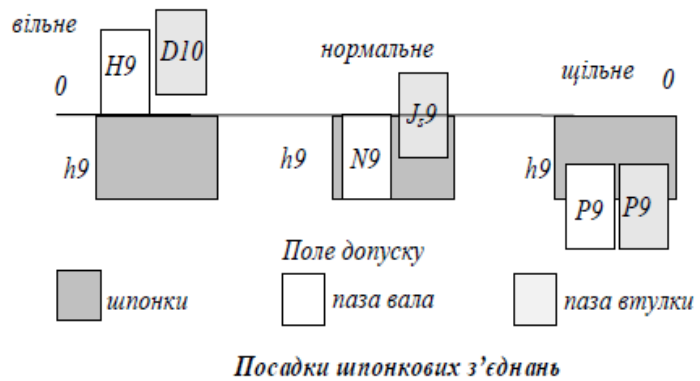 вільне
H9
D10
0
h9
нормальне
Js9
h9
N9
щільне
0
h9
P9
P9
Поле допуску
шпонки
паза вала
паза втулки
Посадки шпонкових з’єднань